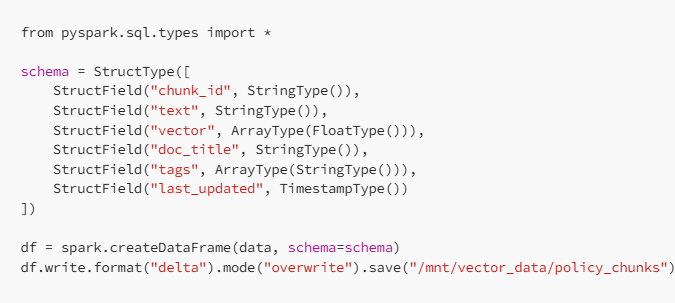 from pyspark.sql.types import *
schema = StructType([
    StructField("chunk_id", StringType()),
    StructField("text", StringType()),
    StructField("vector", ArrayType(FloatType())),
    StructField("doc_title", StringType()),
    StructField("tags", ArrayType(StringType())),
    StructField("last_updated", TimestampType())
])
df = spark.createDataFrame(data, schema=schema)
df.write.format("delta").mode("overwrite").save("/mnt/vector_data/policy_chunks")